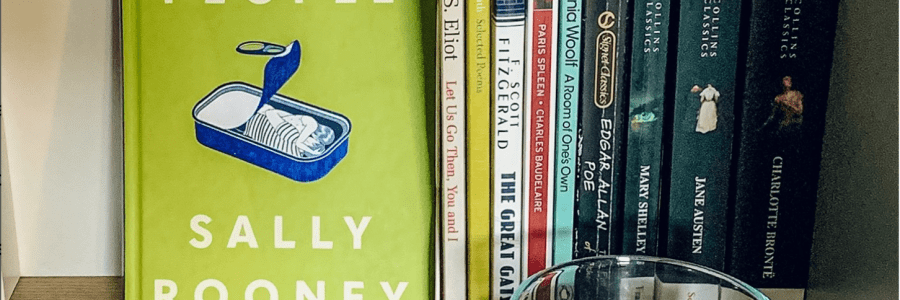 PEOPLE
SALLY
ROONEY
S. Eliot
Let Us Go Then, You and I
Selected Poems
F. SCOTT
FITZGERALD
THE GREAT
PARIS SPLEEN • CHARLES BAUDELAIRE
Woolf A Room of One's Own
Signet Classics
EDGAR ALLAN
POE
COLLINS
CLASSICS
MARY SHELLEY
COLLINS
CLASSICS
JANE AUSTEN
COLLINS
CLASSICS
CHARLOTTE BRONTË